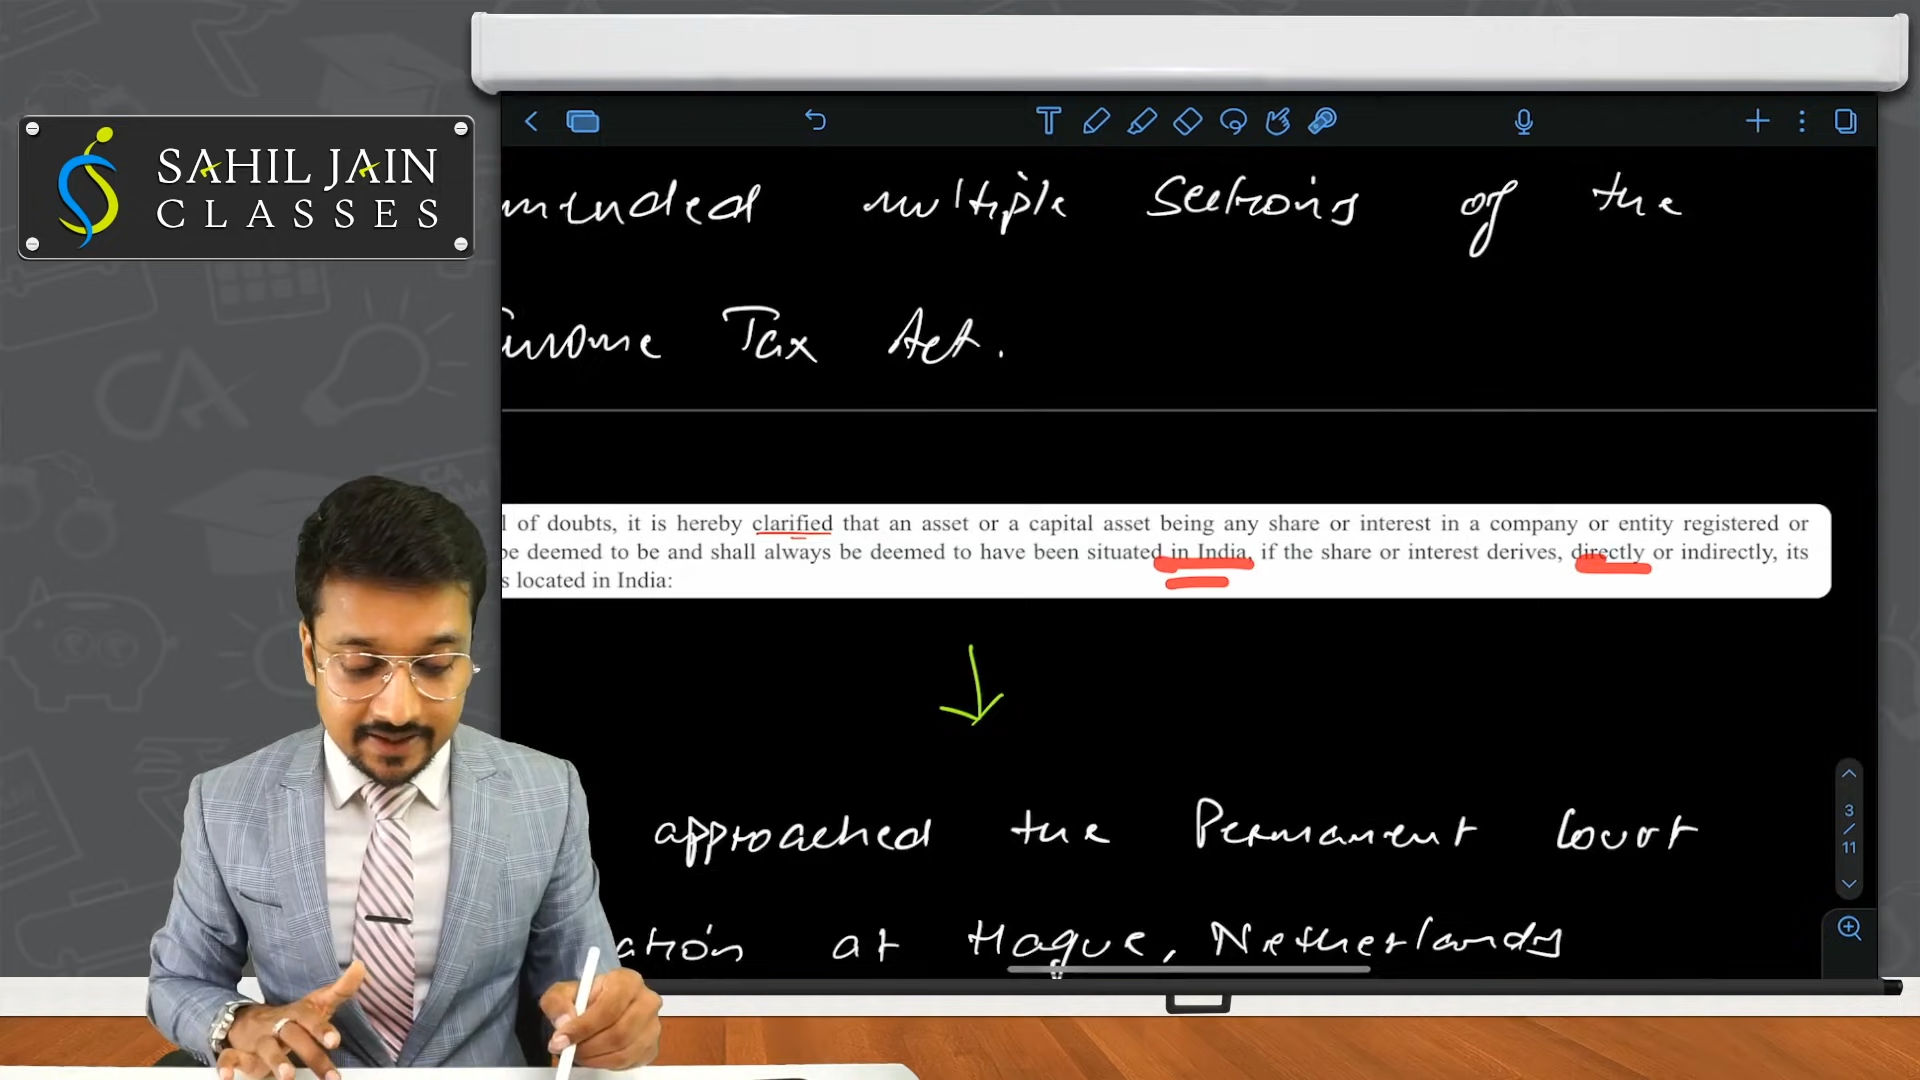 SAHIL JAIN
CLASSES
mended multiple Sections of the
Income Tax Act.
l of doubts, it is hereby clarified that an asset or a capital asset being any share or interest in a company or entity registered or
be deemed to be and shall always be deemed to have been situated in India, if the share or interest derives, directly or indirectly, its
s located in India:
approached the Permanent Court
ation at Hague, Netherlands
3
/
11
CA